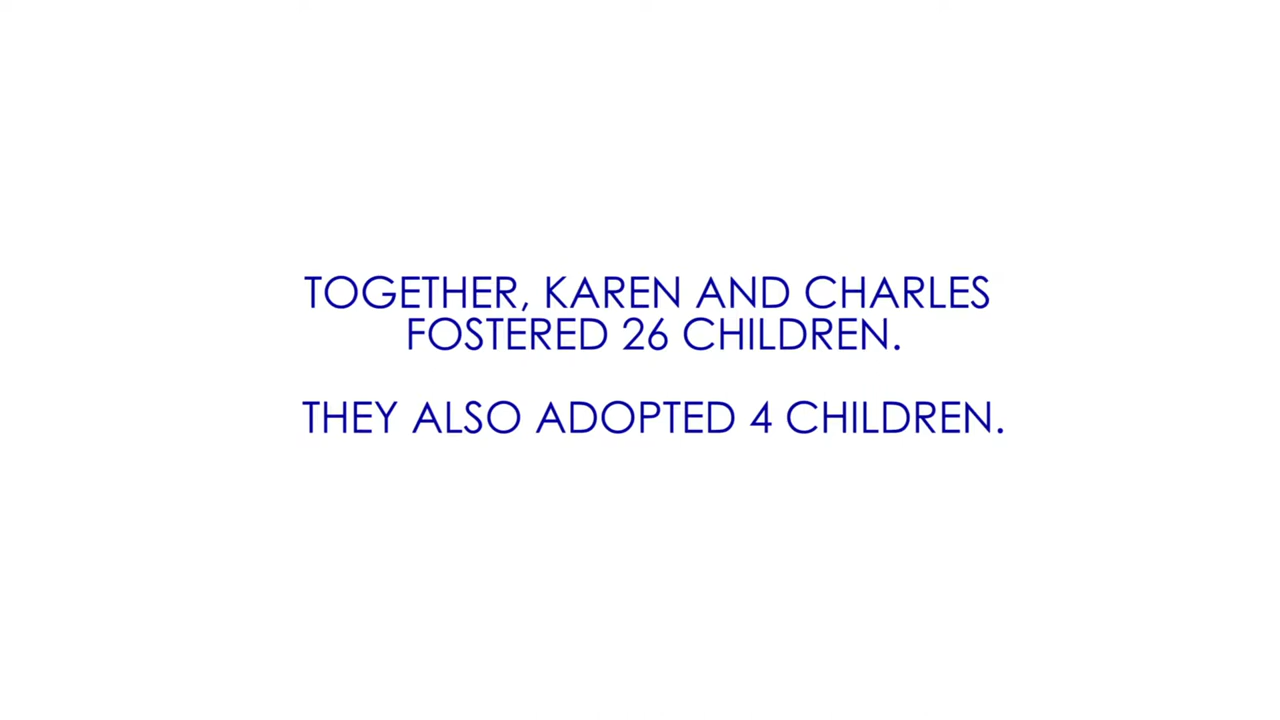 TOGETHER, KAREN AND CHARLES
FOSTERED 26 CHILDREN.
THEY ALSO ADOPTED 4 CHILDREN.